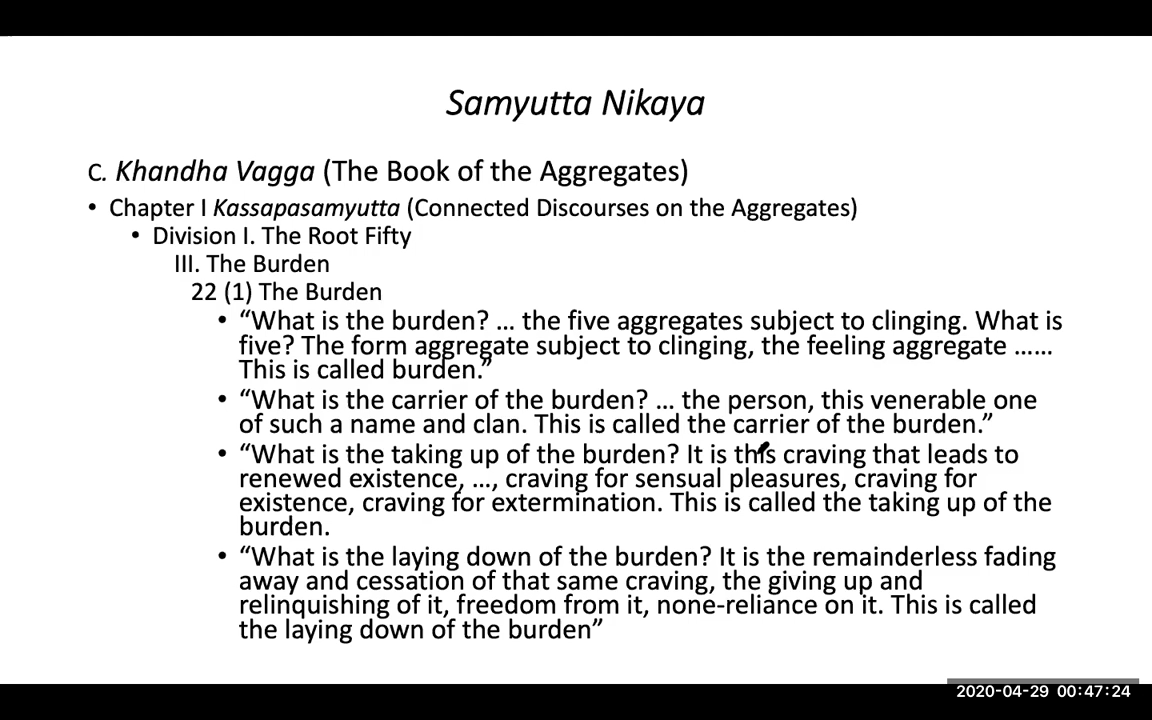 Samyutta Nikaya
C. Khandha Vagga (The Book of the Aggregates)
• Chapter I Kassapasamyutta (Connected Discourses on the Aggregates)
• Division I. The Root Fifty
III. The Burden
22 (1) The Burden
• “What is the burden? ... the five aggregates subject to clinging. What is
five? The form aggregate subject to clinging, the feeling aggregate ......
This is called burden.”
• “What is the carrier of the burden? ... the person, this venerable one
of such a name and clan. This is called the carrier of the burden.”
• “What is the taking up of the burden? It is this craving that leads to
renewed existence, ..., craving for sensual pleasures, craving for
existence, craving for extermination. This is called the taking up of the
burden.
• “What is the laying down of the burden? It is the remainderless fading
away and cessation of that same craving, the giving up and
relinquishing of it, freedom from it, none-reliance on it. This is called
the laying down of the burden”
2020-04-29 00:47:24